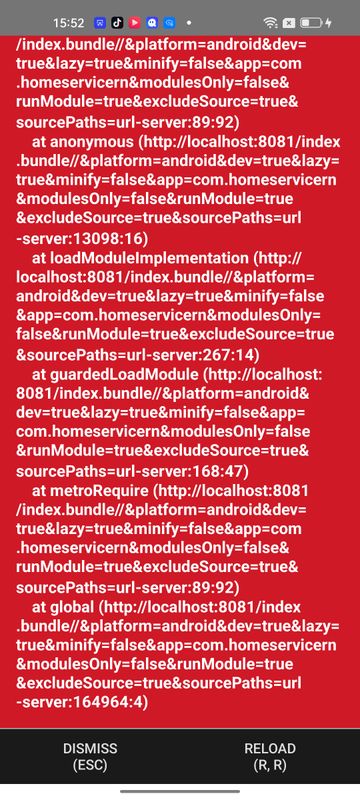 15:52
/index.bundle//&platform=android&dev=
true&lazy=true&minify=false&app=com
.homeservicern&modulesOnly=false&
runModule=true&excludeSource=true&
sourcePaths=url-server:89:92)
at anonymous (http://localhost:8081/index
.bundle//&platform=android&dev=true&lazy=
true&minify=false&app=com.homeservicern
&modulesOnly=false&runModule=true
&excludeSource=true&sourcePaths=url
-server:13098:16)
at loadModuleImplementation (http://
localhost:8081/index.bundle//&platform=
android&dev=true&lazy=true&minify=false
&app=com.homeservicern&modulesOnly=
false&runModule=true&excludeSource=true
&sourcePaths=url-server:267:14)
at guardedLoadModule (http://localhost:
8081/index.bundle//&platform=android&
dev=true&lazy=true&minify=false&app=
com.homeservicern&modulesOnly=false
&runModule=true&excludeSource=true&
sourcePaths=url-server:168:47)
at metroRequire (http://localhost:8081
/index.bundle//&platform=android&dev=
true&lazy=true&minify=false&app=com
.homeservicern&modulesOnly=false&
runModule=true&excludeSource=true&
sourcePaths=url-server:89:92)
at global (http://localhost:8081/index
.bundle//&platform=android&dev=true&lazy=
true&minify=false&app=com.homeservicern
&modulesOnly=false&runModule=true
&excludeSource=true&sourcePaths=url
-server:164964:4)
DISMISS
(ESC)
RELOAD
(R, R)